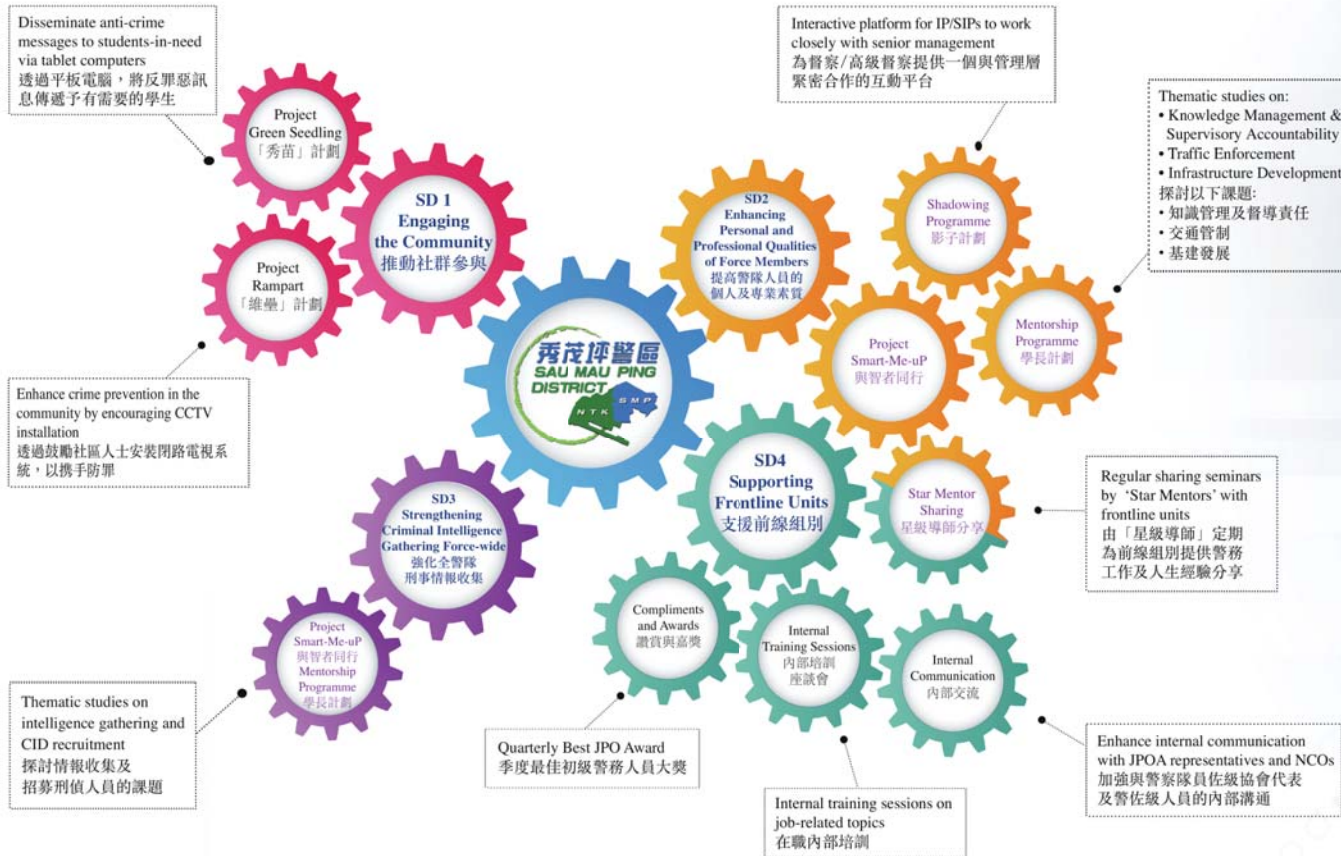 Disseminate anti-crime
messages to students-in-need
via tablet computers
透過平板電腦，將反罪惡訊
息傳遞予有需要的學生
Project
Green Seedling
「秀苗」計劃
SD 1
Engaging
the Community
推動社群參與
Project
Rampart
「維壘」計劃
Enhance crime prevention in the
community by encouraging CCTV
installation
透過鼓勵社區人士安裝閉路電視系
統，以携手防罪
秀茂坪警區
SAU MAU PING
DISTRICT
NTK
SMP
Interactive platform for IP/SIPs to work
closely with senior management
為督察/高級督察提供一個與管理層
緊密合作的互動平台
SD2
Enhancing
Personal and
Professional Qualities
of Force Members
提高警隊人員的
個人及專業素質
Shadowing
Programme
影子計劃
Thematic studies on:
• Knowledge Management &
Supervisory Accountability
• Traffic Enforcement
• Infrastructure Development
探討以下課題:
• 知識管理及督導責任
• 交通管制
• 基建發展
Project
Smart-Me-uP
與智者同行
Mentorship
Programme
學長計劃
SD3
Strengthening
Criminal Intelligence
Gathering Force-wide
強化全警隊
刑事情報收集
Project
Smart-Me-uP
與智者同行
Mentorship
Programme
學長計劃
Thematic studies on
intelligence gathering and
CID recruitment
探討情報收集及
招募刑偵人員的課題
SD4
Supporting
Frontline Units
支援前線組別
Star Mentor
Sharing
星級導師分享
Regular sharing seminars
by ‘Star Mentors’ with
frontline units
由「星級導師」定期
為前線組別提供警務
工作及人生經驗分享
Compliments
and Awards
讚賞與嘉獎
Quarterly Best JPO Award
季度最佳初級警務人員大獎
Internal
Training Sessions
內部培訓
座談會
Internal training sessions on
job-related topics
在職內部培訓
Internal
Communication
內部交流
Enhance internal communication
with JPOA representatives and NCOs
加強與警察隊員佐級協會代表
及警佐級人員的內部溝通